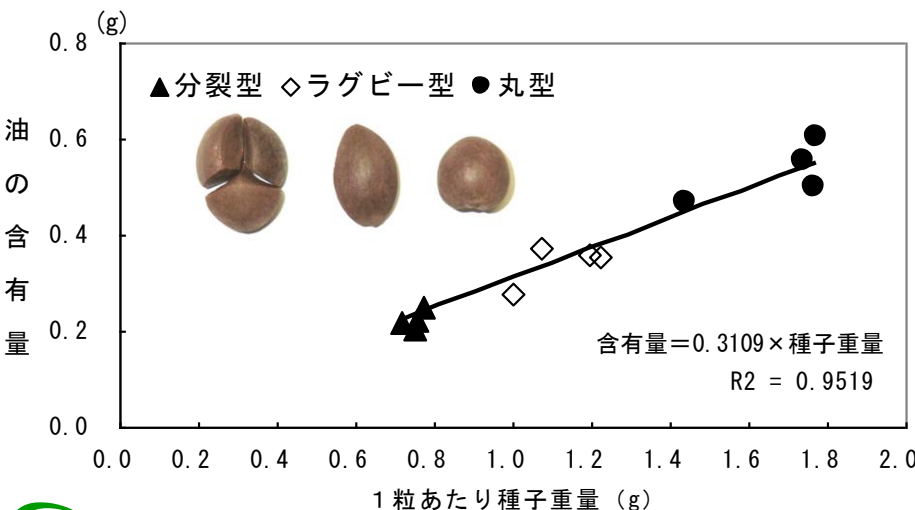 (g)
0.8
0.6
0.4
0.2
0.0
油の含有量
▲分裂型 ◇ラグビー型 ●丸型
含有量＝0.3109×種子重量
R2 = 0.9519
0.0 0.2 0.4 0.6 0.8 1.0 1.2 1.4 1.6 1.8 2.0
1粒あたり種子重量 (g)